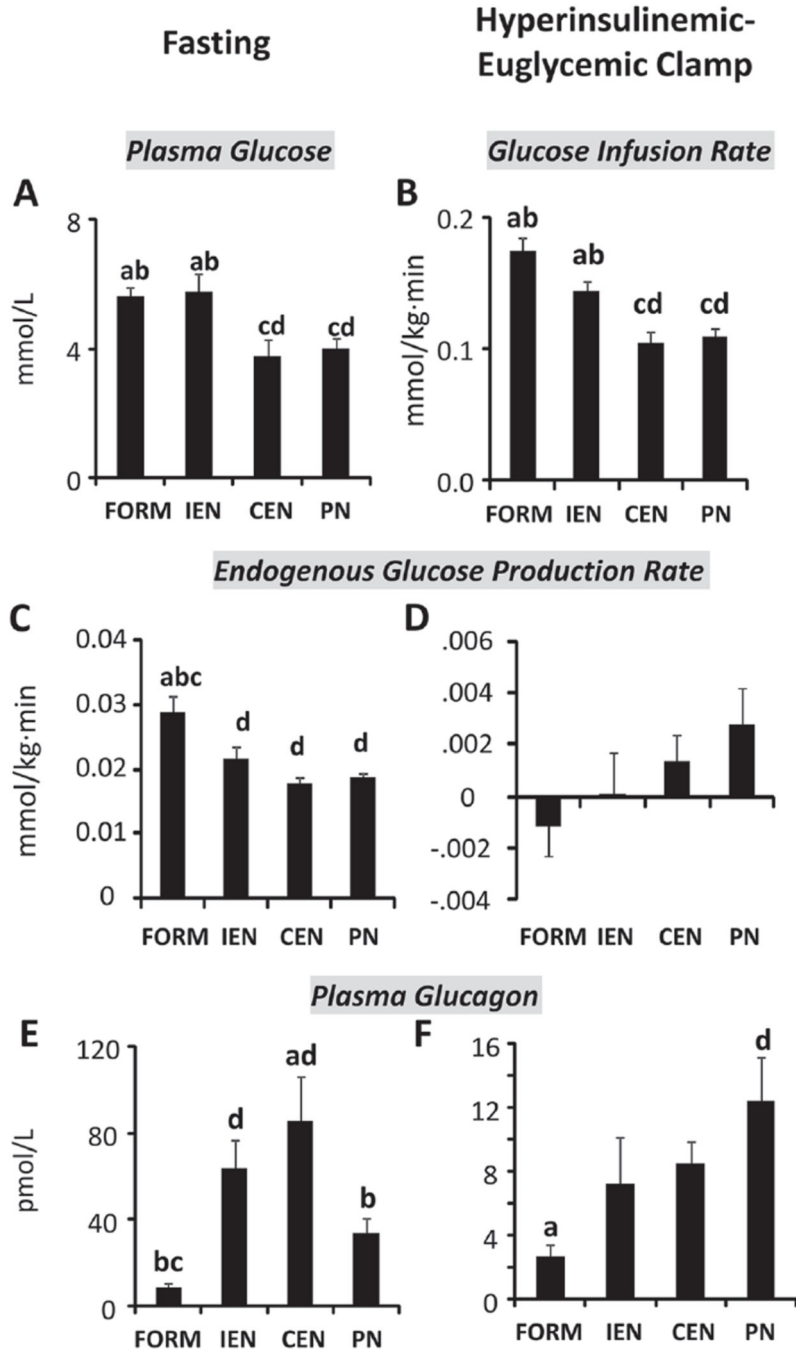 Fasting
Hyperinsulinemic-
Euglycemic Clamp
Plasma Glucose
Glucose Infusion Rate
A
B
mmol/L
8
4
0
ab
ab
cd
cd
FORM IEN CEN PN
mmol/kg·min
0.2
0.1
0.0
ab
ab
cd
cd
FORM IEN CEN PN
Endogenous Glucose Production Rate
C
D
mmol/kg·min
0.04
0.03
0.02
0.01
0
abc
d
d
d
FORM IEN CEN PN
.006
.004
.002
0
-.002
-.004
FORM IEN CEN PN
Plasma Glucagon
E
F
pmol/L
120
80
40
0
bc
d
ad
b
FORM IEN CEN PN
16
12
8
4
0
a
d
FORM IEN CEN PN